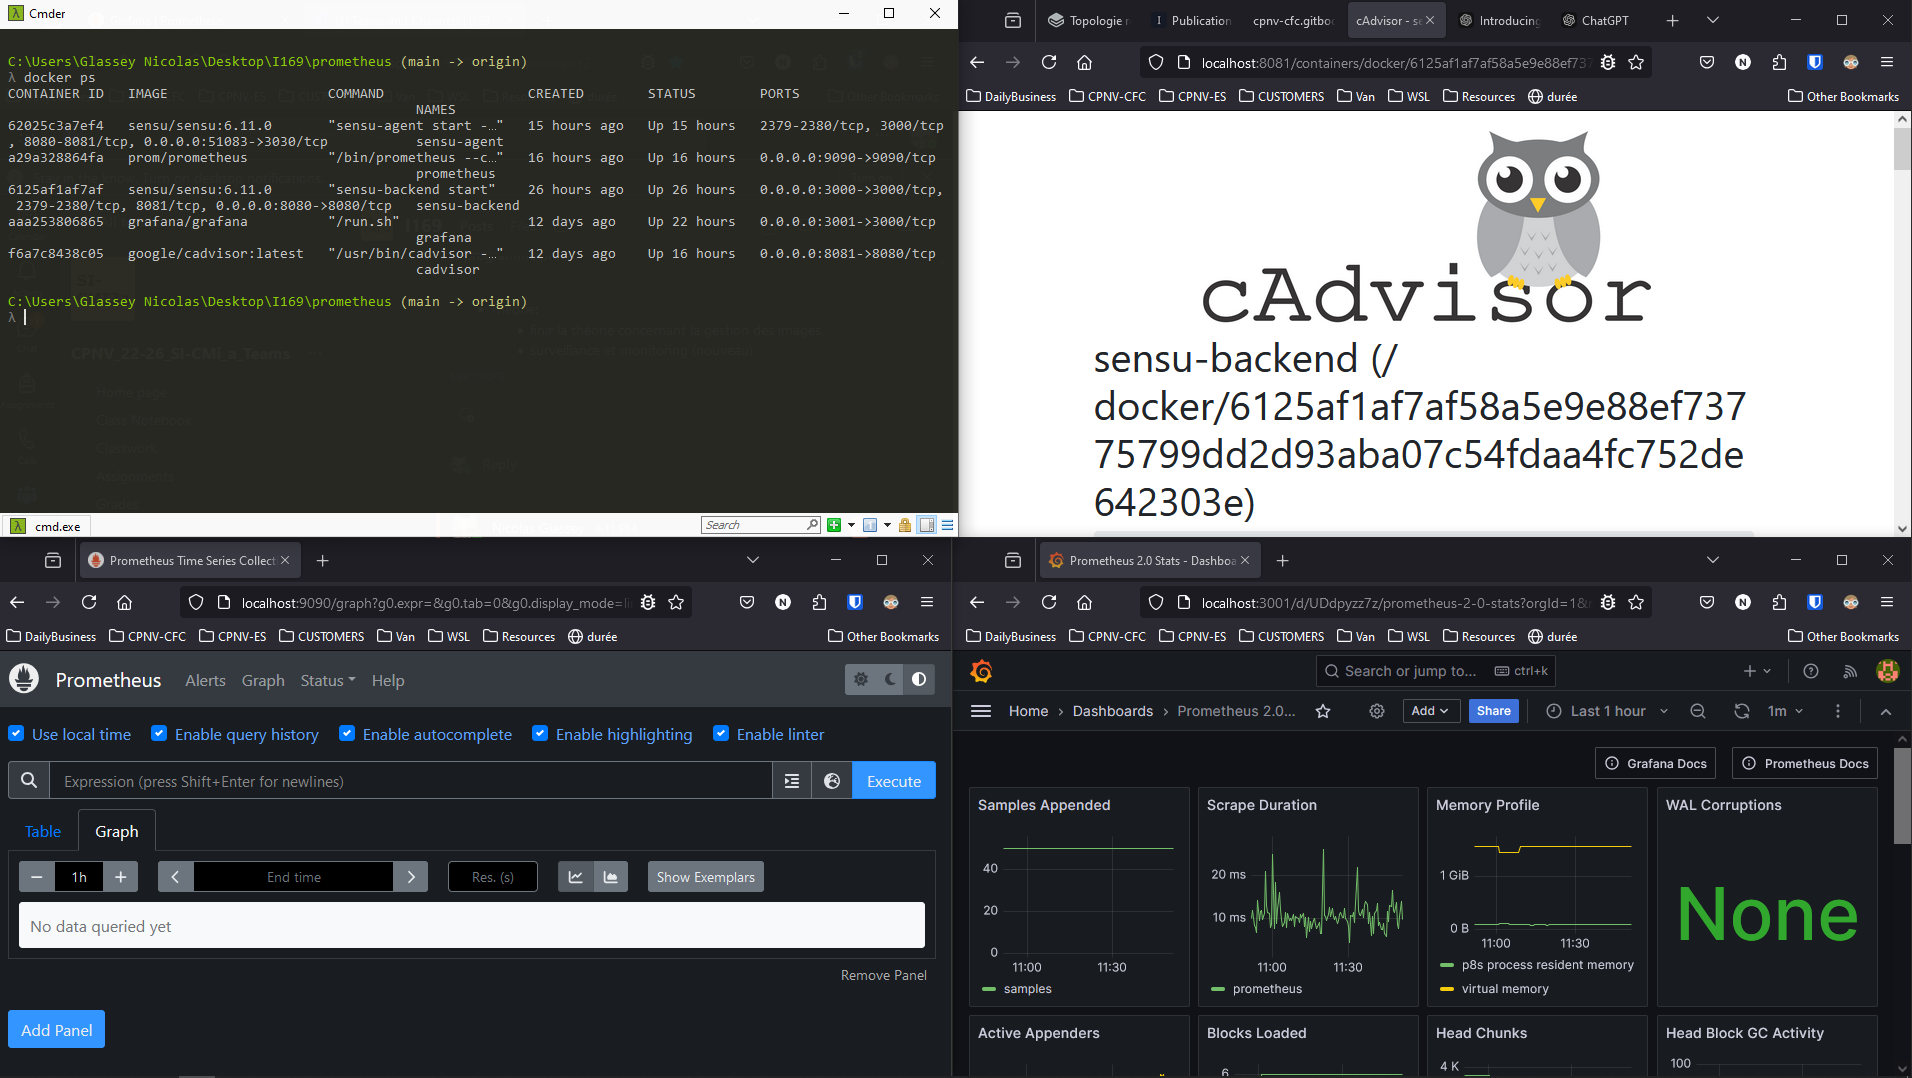 Cmder
C:\Users\Glassey Nicolas\Desktop\I169\prometheus (main -> origin)
λ docker ps
CONTAINER ID   IMAGE                    COMMAND                  CREATED        STATUS        PORTS
NAMES
62025c3a7ef4   sensu/sensu:6.11.0       "sensu-agent start -…"   15 hours ago   Up 15 hours   2379-2380/tcp, 3000/tcp
, 8080-8081/tcp, 0.0.0.0:51083->3030/tcp           sensu-agent
a29a328864fa   prom/prometheus          "/bin/prometheus --c…"   16 hours ago   Up 16 hours   0.0.0.0:9090->9090/tcp
prometheus
6125af1af7af   sensu/sensu:6.11.0       "sensu-backend start"    26 hours ago   Up 26 hours   0.0.0.0:3000->3000/tcp,
2379-2380/tcp, 8081/tcp, 0.0.0.0:8080->8080/tcp   sensu-backend
aaa253806865   grafana/grafana          "/run.sh"                12 days ago    Up 22 hours   0.0.0.0:3001->3000/tcp
grafana
f6a7c8438c05   google/cadvisor:latest   "/usr/bin/cadvisor -…"   12 days ago    Up 16 hours   0.0.0.0:8081->8080/tcp
cadvisor
C:\Users\Glassey Nicolas\Desktop\I169\prometheus (main -> origin)
λ
CPNV_22-26_SI-CMi_a_Teams
Home page
Class Notebook
Classwork
Assignments
cmd.exe
Search
Topologie
Publication
cpnv-cfc.gitbo
cAdvisor - se
Introducing
ChatGPT
localhost:8081/containers/docker/6125af1af7af58a5e9e88ef737
DailyBusiness CPNV-CFC CPNV-ES CUSTOMERS Van WSL Resources durée Other Bookmarks
cAdvisor
sensu-backend (/
docker/6125af1af7af58a5e9e88ef737
75799dd2d93aba07c54fdaa4fc752de
642303e)
Prometheus Time Series Collect
localhost:9090/graph?g0.expr=&g0.tab=0&g0.display_mode=li
DailyBusiness CPNV-CFC CPNV-ES CUSTOMERS Van WSL Resources durée Other Bookmarks
Prometheus Alerts Graph Status Help
Use local time Enable query history Enable autocomplete Enable highlighting Enable linter
Expression (press Shift+Enter for newlines) Execute
Table Graph
− 1h + End time Res. (s) Show Exemplars
No data queried yet
Remove Panel
Add Panel
Prometheus 2.0 Stats - Dashboa
localhost:3001/d/UDdpyzz7z/prometheus-2-0-stats?orgId=1&
DailyBusiness CPNV-CFC CPNV-ES CUSTOMERS Van WSL Resources durée Other Bookmarks
Search or jump to... ctrl+k
Home › Dashboards › Prometheus 2.0... Add Share Last 1 hour 1m
Grafana Docs Prometheus Docs
Samples Appended
40
20
0
11:00 11:30
samples
Scrape Duration
20 ms
10 ms
11:00 11:30
prometheus
Memory Profile
1 GiB
0 B
11:00 11:30
p8s process resident memory
virtual memory
WAL Corruptions
None
Active Appenders
Blocks Loaded
6
Head Chunks
4 K
Head Block GC Activity
100